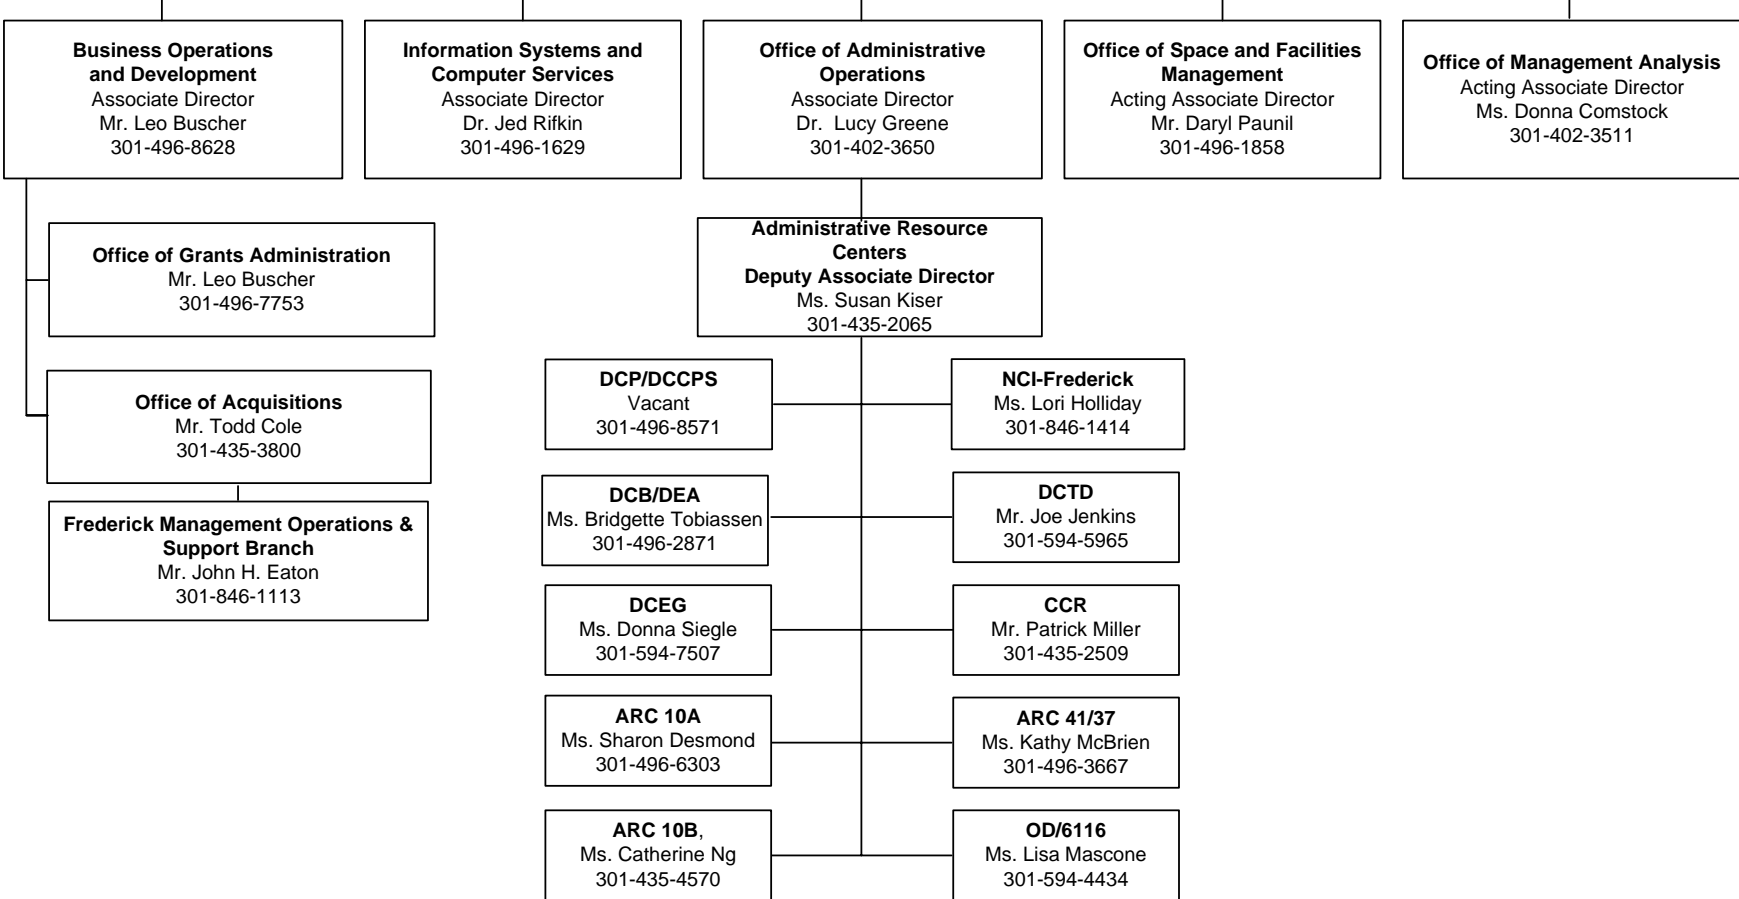 Business Operations
and Development
Associate Director
Mr. Leo Buscher
301-496-8628
Information Systems and
Computer Services
Associate Director
Dr. Jed Rifkin
301-496-1629
Office of Administrative
Operations
Associate Director
Dr.  Lucy Greene
301-402-3650
Office of Space and Facilities
Management
Acting Associate Director
Mr. Daryl Paunil
301-496-1858
Office of Management Analysis
Acting Associate Director
Ms. Donna Comstock
301-402-3511
Office of Grants Administration
Mr. Leo Buscher
301-496-7753
Office of Acquisitions
Mr. Todd Cole
301-435-3800
Frederick Management Operations &
Support Branch
Mr. John H. Eaton
301-846-1113
Administrative Resource
Centers
Deputy Associate Director
Ms. Susan Kiser
301-435-2065
DCP/DCCPS
Vacant
301-496-8571
NCI-Frederick
Ms. Lori Holliday
301-846-1414
DCB/DEA
Ms. Bridgette Tobiassen
301-496-2871
DCTD
Mr. Joe Jenkins
301-594-5965
DCEG
Ms. Donna Siegle
301-594-7507
CCR
Mr. Patrick Miller
301-435-2509
ARC 10A
Ms. Sharon Desmond
301-496-6303
ARC 41/37
Ms. Kathy McBrien
301-496-3667
ARC 10B,
Ms. Catherine Ng
301-435-4570
OD/6116
Ms. Lisa Mascone
301-594-4434